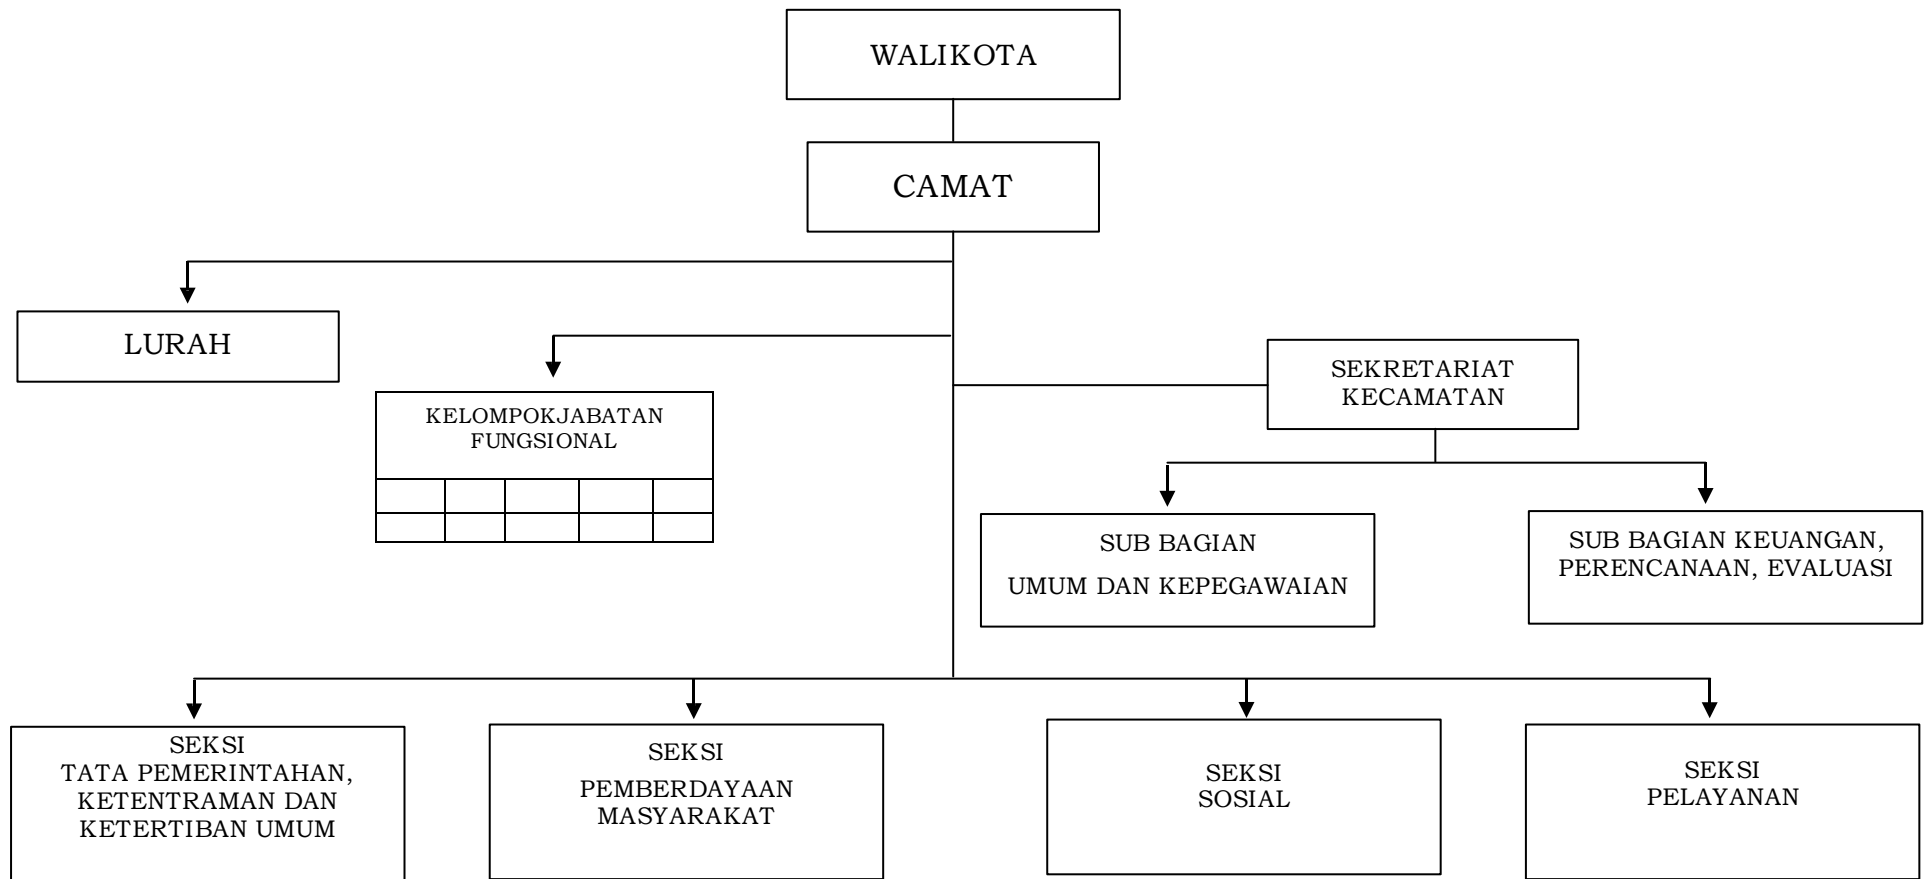 WALIKOTA
CAMAT
LURAH
KELOMPOKJABATAN
FUNGSIONAL
SEKRETARIAT
KECAMATAN
SUB BAGIAN
UMUM DAN KEPEGAWAIAN
SUB BAGIAN KEUANGAN,
PERENCANAAN, EVALUASI
SEKSI
TATA PEMERINTAHAN,
KETENTRAMAN DAN
KETERTIBAN UMUM
SEKSI
PEMBERDAYAAN
MASYARAKAT
SEKSI
SOSIAL
SEKSI
PELAYANAN